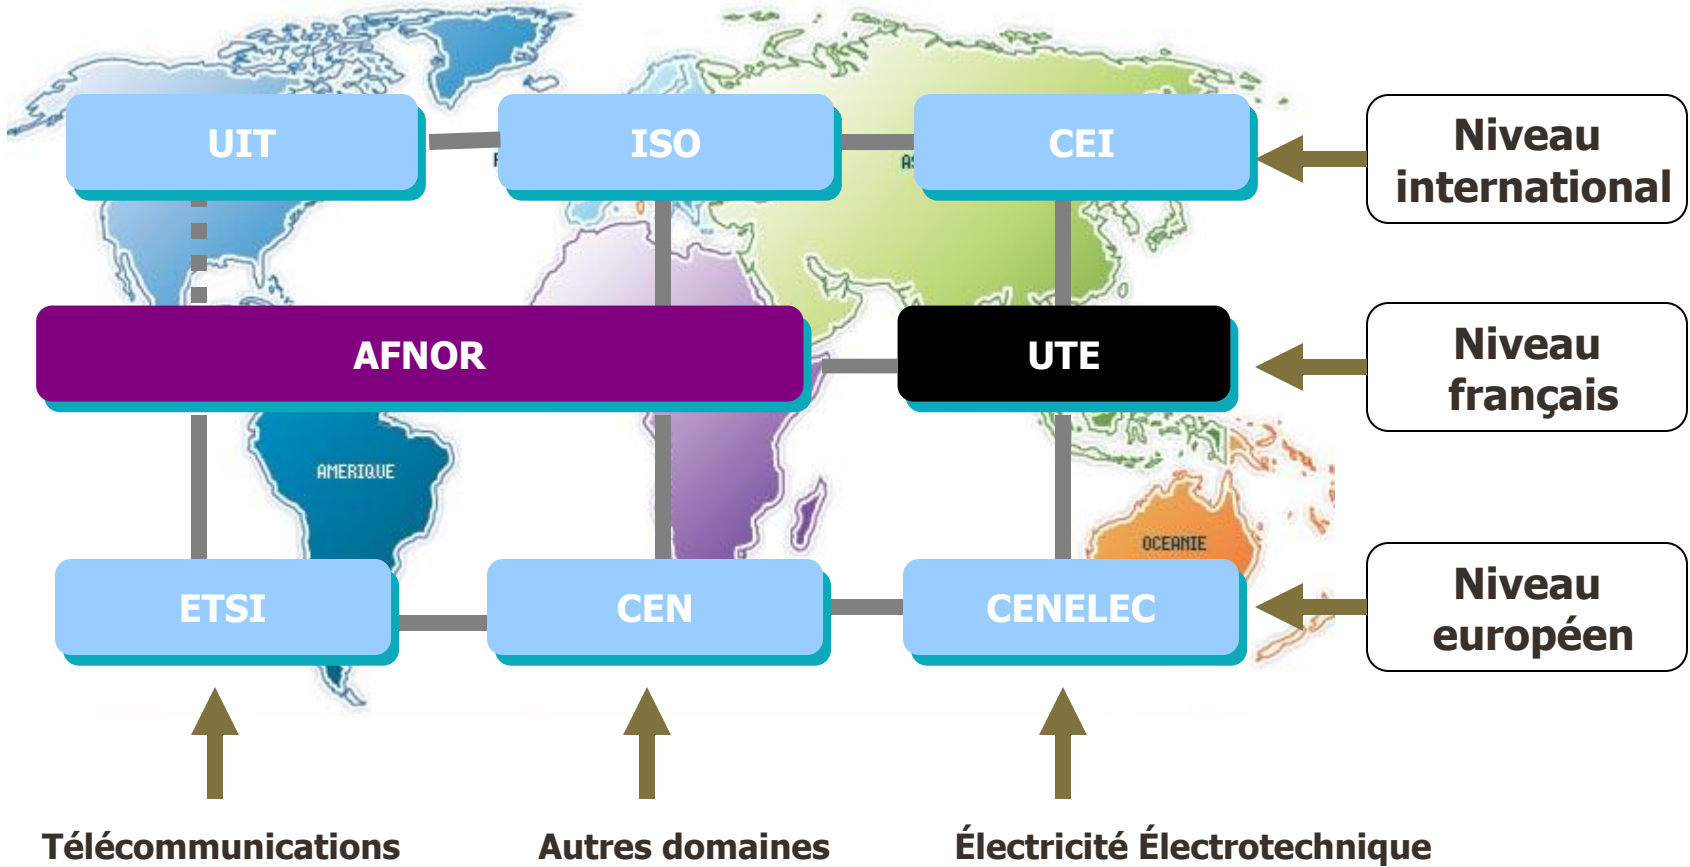 UIT
ISO
CEI
Niveau
international
AFNOR
UTE
Niveau
français
AMERIQUE
OCEANIE
ETSI
CEN
CENELEC
Niveau
européen
Télécommunications
Autres domaines
Électricité Électrotechnique